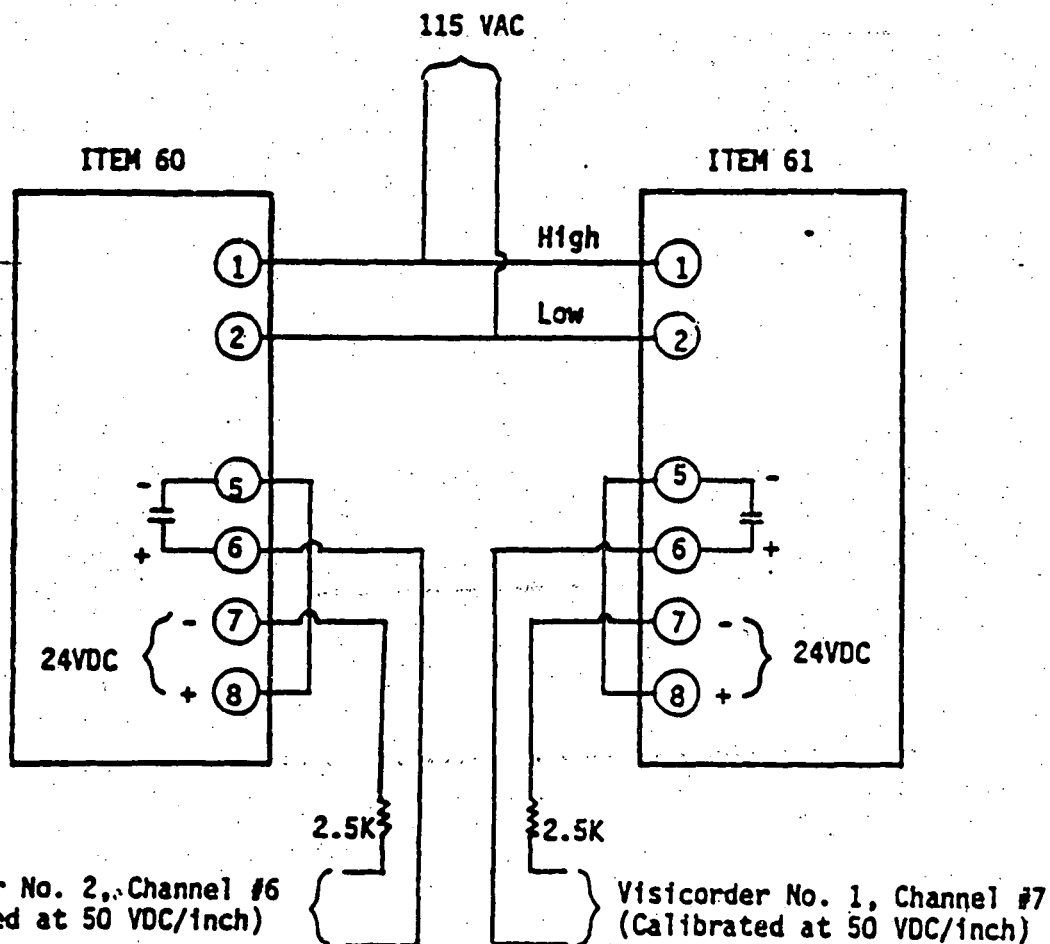 115 VAC
ITEM 60
ITEM 61
1
High
1
2
Low
2
5
-
5
-
6
+
6
+
7
-
7
-
24VDC
24VDC
8
+
8
+
2.5K
2.5K
r No. 2, Channel #6
ed at 50 VDC/inch)
Visicorder No. 1, Channel #7
(Calibrated at 50 VDC/inch)